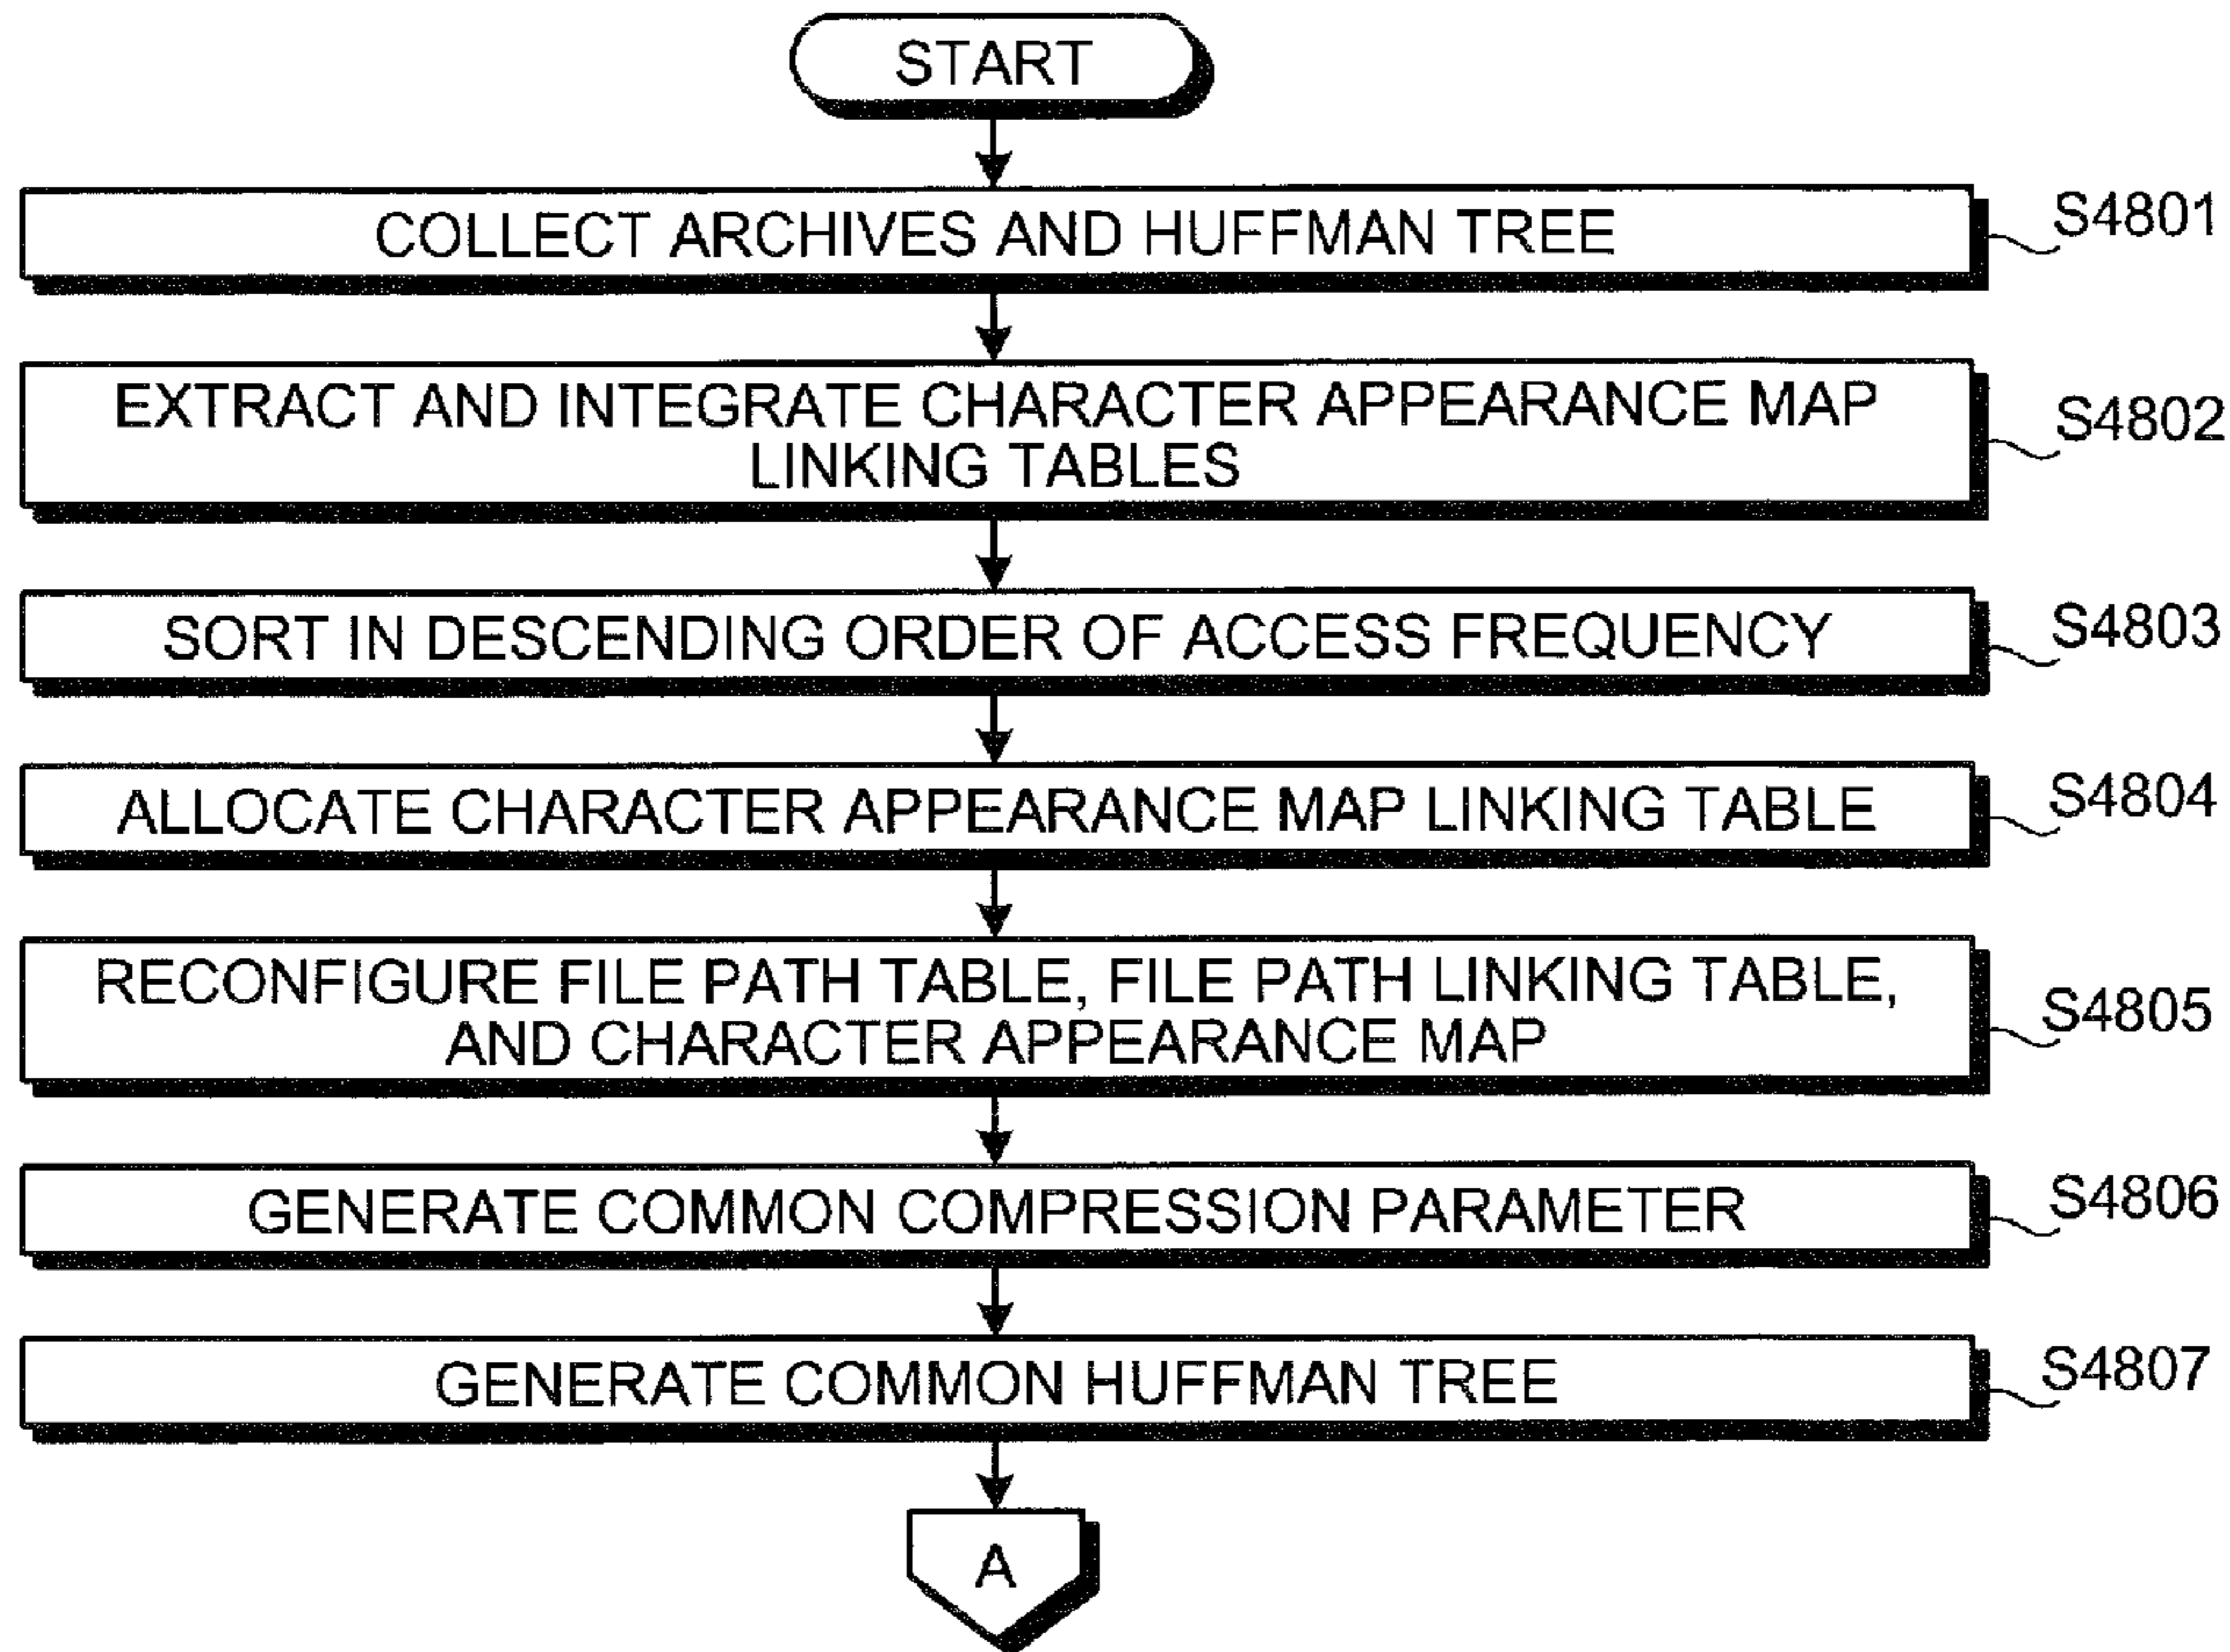 START
COLLECT ARCHIVES AND HUFFMAN TREE
S4801
EXTRACT AND INTEGRATE CHARACTER APPEARANCE MAP
LINKING TABLES
S4802
SORT IN DESCENDING ORDER OF ACCESS FREQUENCY
S4803
ALLOCATE CHARACTER APPEARANCE MAP LINKING TABLE
S4804
RECONFIGURE FILE PATH TABLE, FILE PATH LINKING TABLE,
AND CHARACTER APPEARANCE MAP
S4805
GENERATE COMMON COMPRESSION PARAMETER
S4806
GENERATE COMMON HUFFMAN TREE
S4807
A